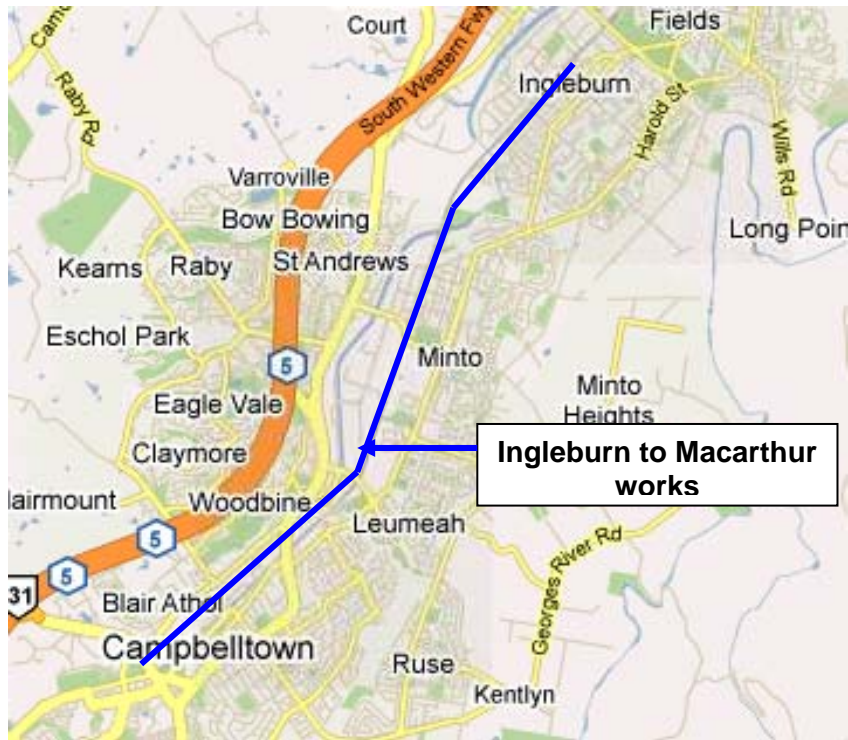 Fields
Court
Camd
South Western Fwy
Ingleburn
Raby Rd
Harold St
Wills Rd
Varroville
Bow Bowing
Long Poin
Kearns
Raby
St Andrews
Eschol Park
Minto
5
Minto
Heights
Eagle Vale
Ingleburn to Macarthur
works
Claymore
lairmount
Woodbine
Leumeah
5
Georges River Rd
5
31
Blair Athol
Campbelltown
Ruse
Kentlyn